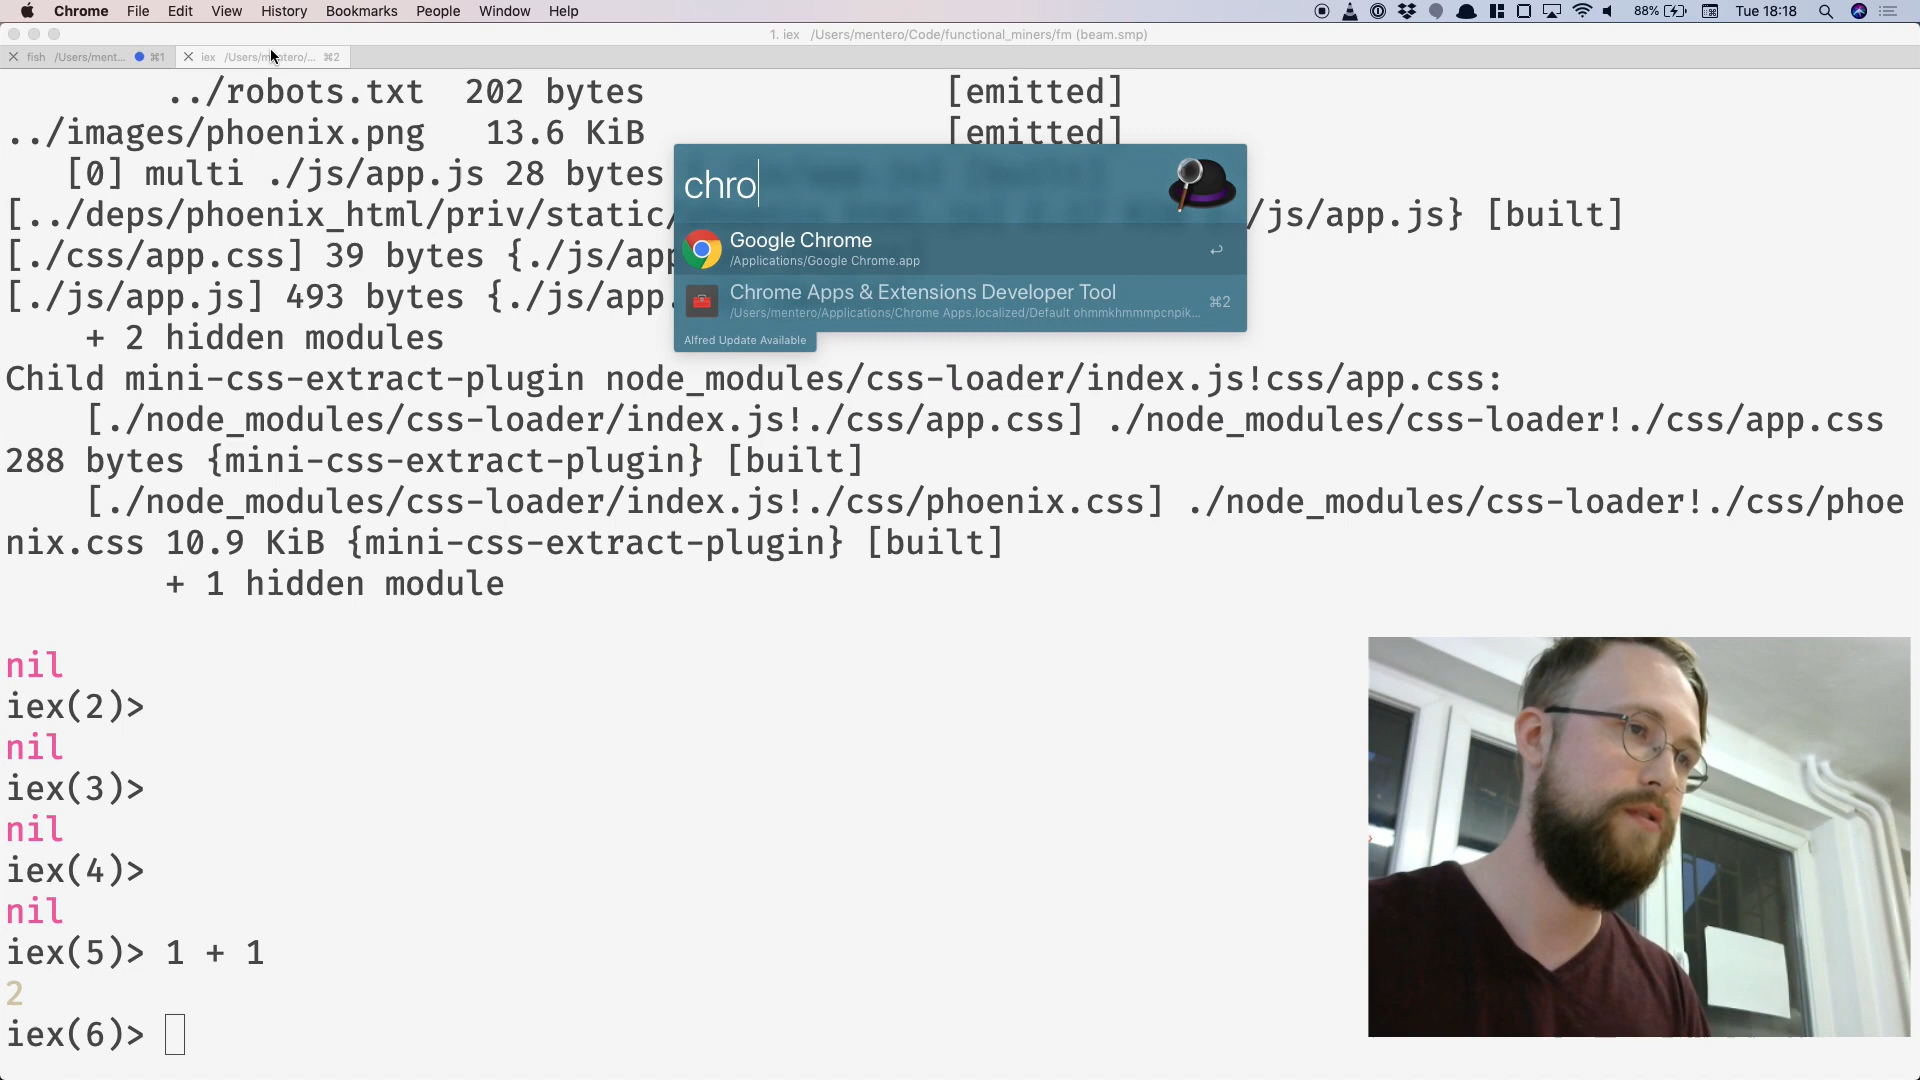 Chrome File Edit View History Bookmarks People Window Help 88% Tue 18:18
1. iex /Users/mentero/Code/functional_miners/fm (beam.smp)
fish /Users/ment... ⌘1 iex /Users/mentero/... ⌘2
../robots.txt 202 bytes [emitted]
../images/phoenix.png 13.6 KiB [emitted]
[0] multi ./js/app.js 28 bytes
[../deps/phoenix_html/priv/static/ /js/app.js} [built]
[./css/app.css] 39 bytes {./js/app
[./js/app.js] 493 bytes {./js/app.
+ 2 hidden modules
chro
Google Chrome
/Applications/Google Chrome.app
Chrome Apps & Extensions Developer Tool ⌘2
/Users/mentero/Applications/Chrome Apps.localized/Default ohmmkhmmmpcnpik...
Alfred Update Available
Child mini-css-extract-plugin node_modules/css-loader/index.js!css/app.css:
[./node_modules/css-loader/index.js!./css/app.css] ./node_modules/css-loader!./css/app.css
288 bytes {mini-css-extract-plugin} [built]
[./node_modules/css-loader/index.js!./css/phoenix.css] ./node_modules/css-loader!./css/phoe
nix.css 10.9 KiB {mini-css-extract-plugin} [built]
+ 1 hidden module
nil
iex(2)>
nil
iex(3)>
nil
iex(4)>
nil
iex(5)> 1 + 1
2
iex(6)>